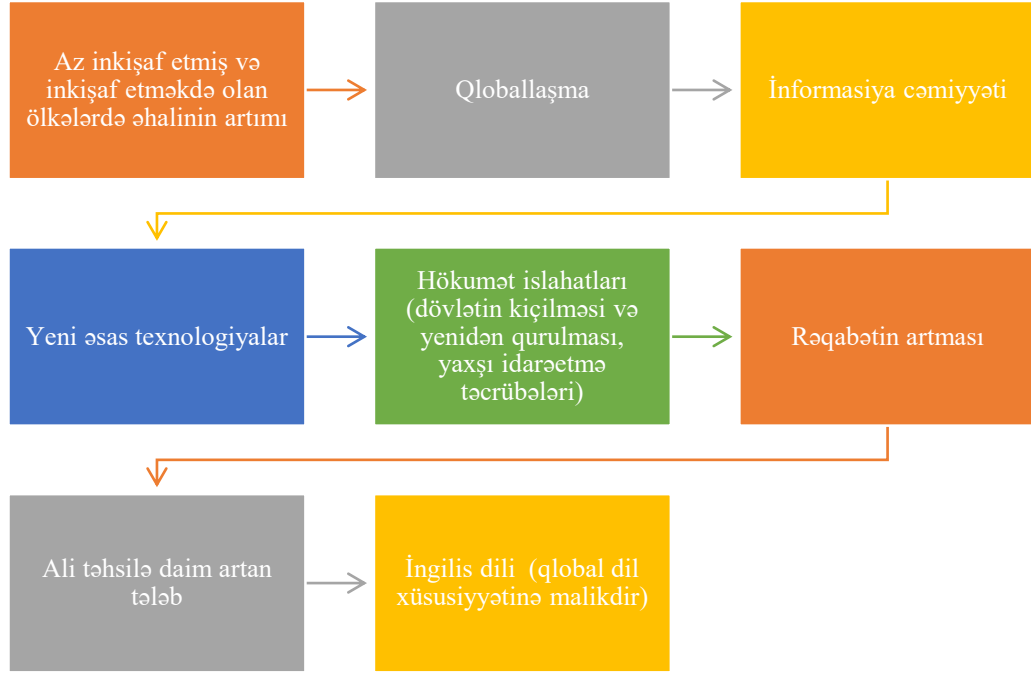 Az inkişaf etmiş və
inkişaf etməkdə olan
ölkələrdə əhalinin artımı
Qloballaşma
İnformasiya cəmiyyəti
Yeni əsas texnologiyalar
Hökumət islahatları
(dövlətin kiçilməsi və
yenidən qurulması,
yaxşı idarəetmə
təcrübələri)
Rəqabətin artması
Ali təhsilə daim artan
tələb
İngilis dili (qlobal dil
xüsusiyyətinə malikdir)